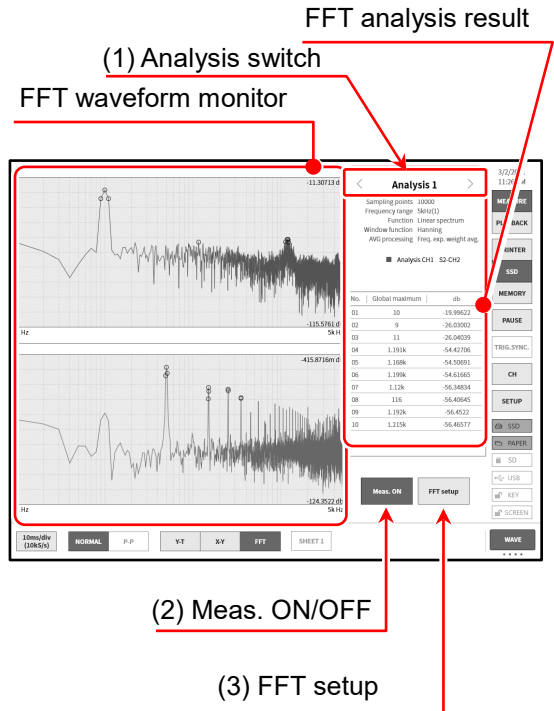 FFT analysis result
(1) Analysis switch
FFT waveform monitor
-11.30713 d
-115.5761 d
Hz 5k H
-415.8716m d
-124.3522 db
Hz 5k Hz
Analysis 1
Sampling points 10000
Frequency range 5kHz(1)
Function Linear spectrum
Window function Hanning
AVG processing Freq. exp. weight avg.
Analysis CH1 S2-CH2
No. Global maximum db
01 10 -19.99622
02 9 -26.03002
03 11 -26.04039
04 1.191k -54.42706
05 1.168k -54.50691
06 1.199k -54.61665
07 1.12k -56.34834
08 116 -56.40645
09 1.192k -56.4522
10 1.215k -56.46577
Meas. ON FFT setup
SSD
MEMORY
PAUSE
TRIG.SYNC.
CH
SETUP
SSD
PAPER
SD
USB
KEY
SCREEN
10ms/div
(10kS/s)
NORMAL P-P Y-T X-Y FFT SHEET 1 WAVE
(2) Meas. ON/OFF
(3) FFT setup